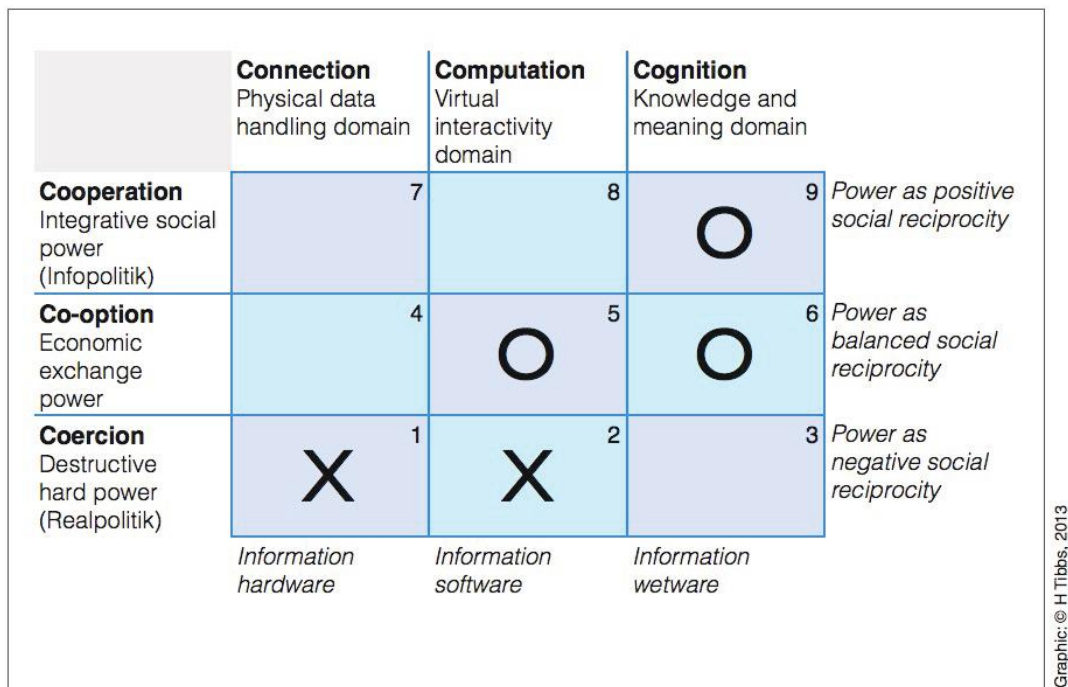 Connection
Physical data
handling domain
Computation
Virtual
interactivity
domain
Cognition
Knowledge and
meaning domain
Cooperation
Integrative social
power
(Infopolitik)
7
8
9
O
Power as positive
social reciprocity
Co-option
Economic
exchange
power
4
5
O
6
O
Power as
balanced social
reciprocity
Coercion
Destructive
hard power
(Realpolitik)
1
X
2
X
3
Power as
negative social
reciprocity
Information
hardware
Information
software
Information
wetware
Graphic: © H Tibbs, 2013